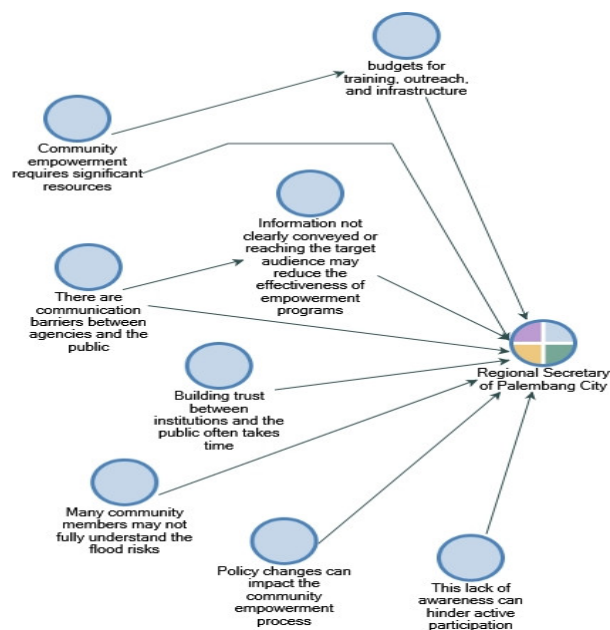 budgets for
training, outreach,
and infrastructure
Community
empowerment
requires significant
resources
Information not
clearly conveyed or
reaching the target
audience may
reduce the
effectiveness of
empowerment
programs
There are
communication
barriers between
agencies and the
public
Regional Secretary
of Palembang City
Building trust
between
institutions and the
public often takes
time
Many community
members may not
fully understand the
flood risks
Policy changes can
impact the
community
empowerment
process
This lack of
awareness can
hinder active
participation